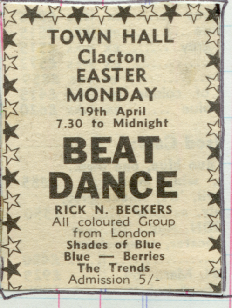 TOWN HALL
Clacton
EASTER
MONDAY
19th April
7.30 to Midnight
BEAT
DANCE
RICK N. BECKERS
All coloured Group
from London
Shades of Blue
Blue — Berries
The Trends
Admission 5/-